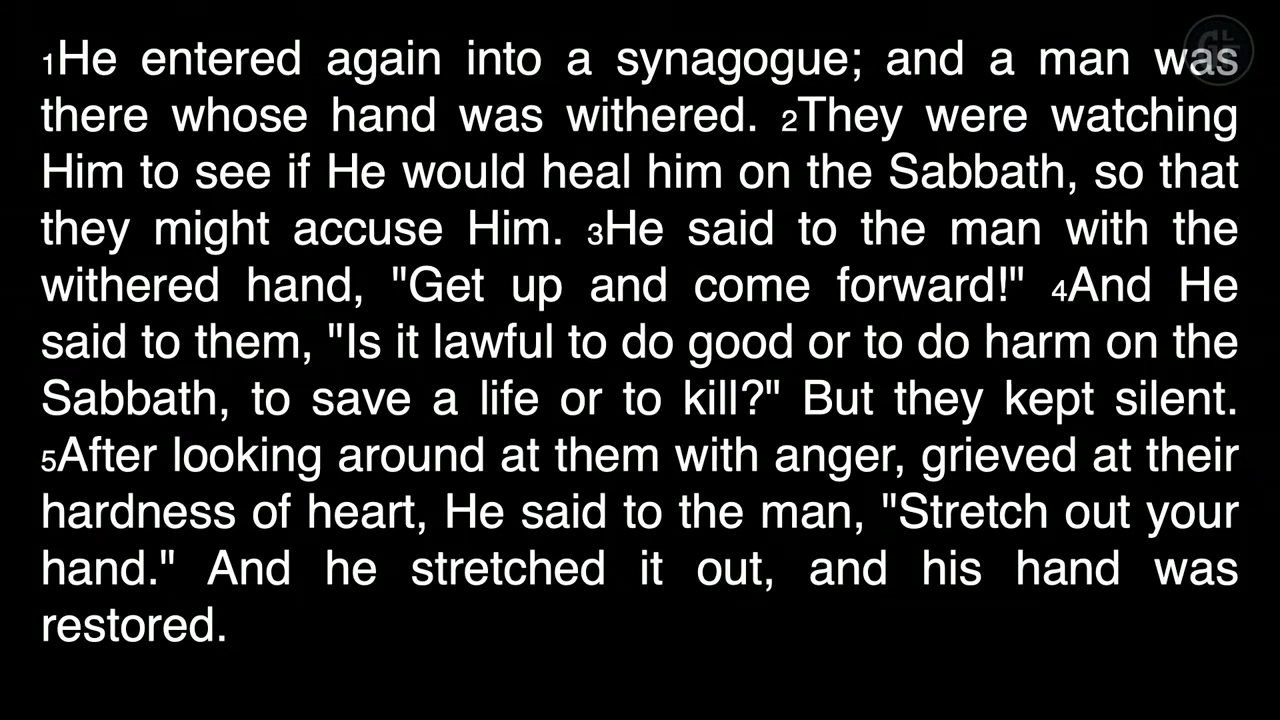 1He entered again into a synagogue; and a man was
there whose hand was withered. 2They were watching
Him to see if He would heal him on the Sabbath, so that
they might accuse Him. 3He said to the man with the
withered hand, "Get up and come forward!" 4And He
said to them, "Is it lawful to do good or to do harm on the
Sabbath, to save a life or to kill?" But they kept silent.
5After looking around at them with anger, grieved at their
hardness of heart, He said to the man, "Stretch out your
hand." And he stretched it out, and his hand was
restored.